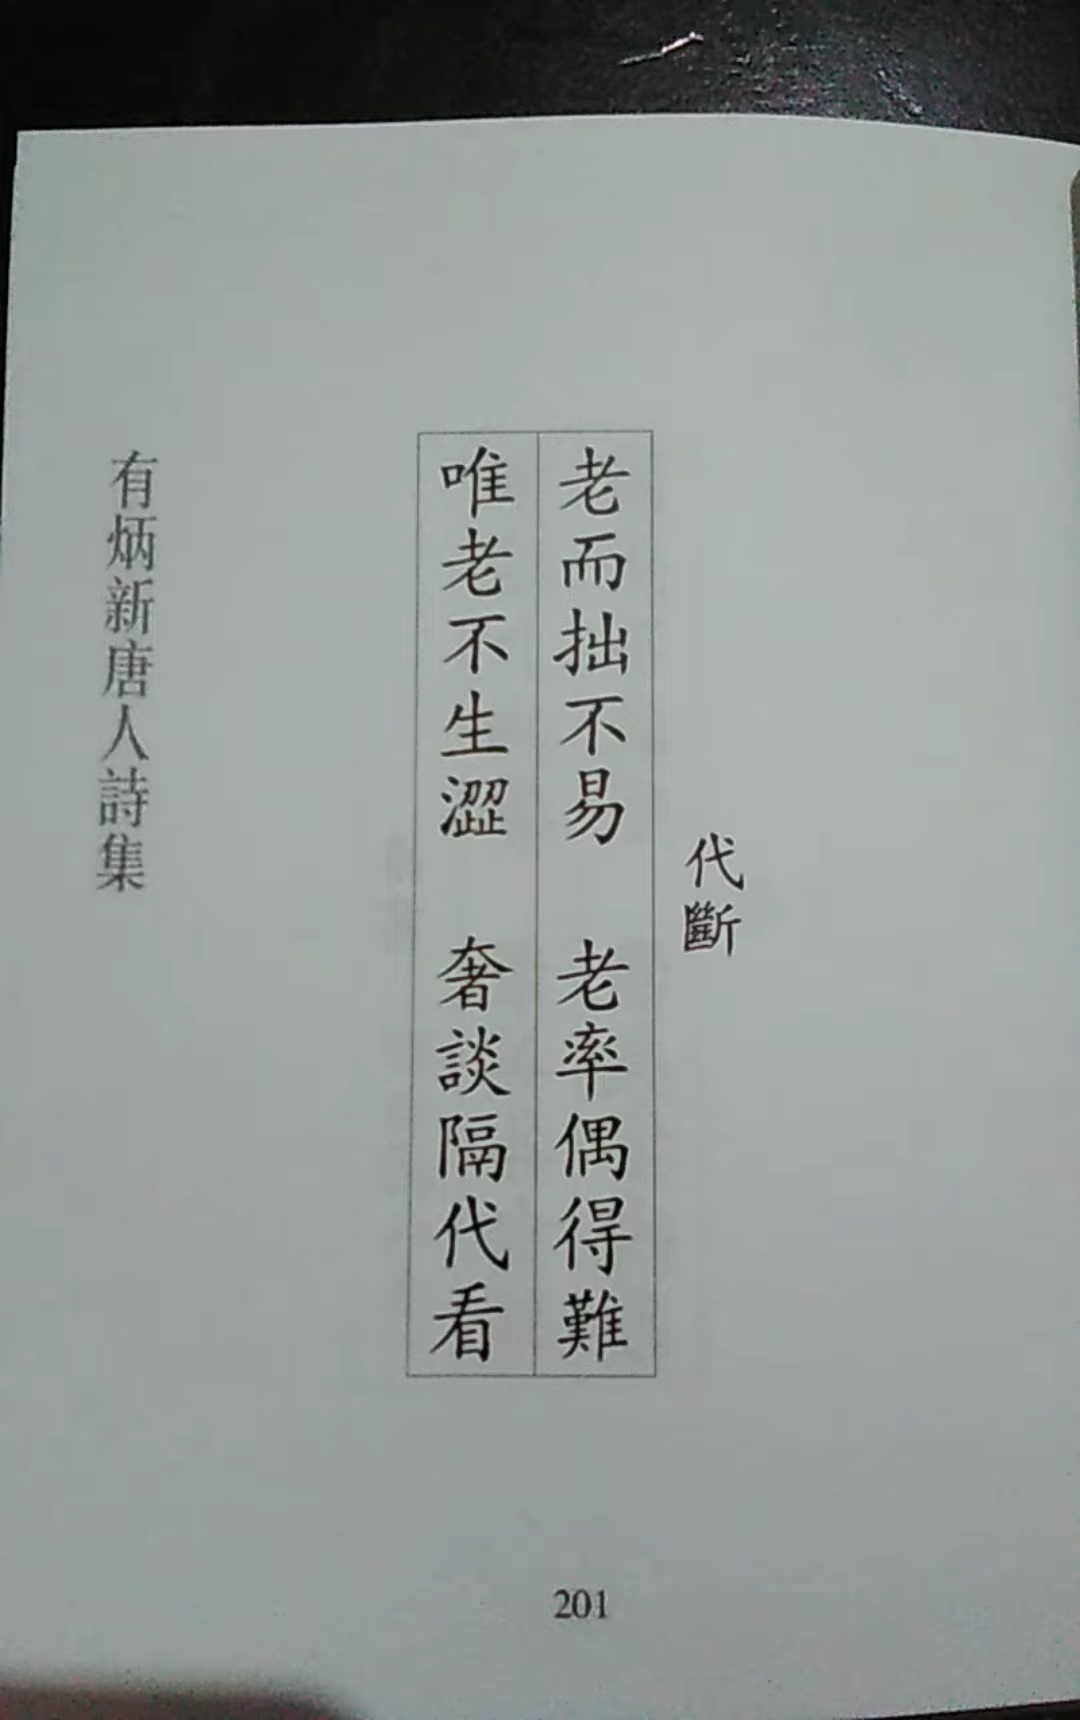 代斷
老而拙不易　老率偶得難
唯老不生澀　奢談隔代看
有炳新唐人詩集
201